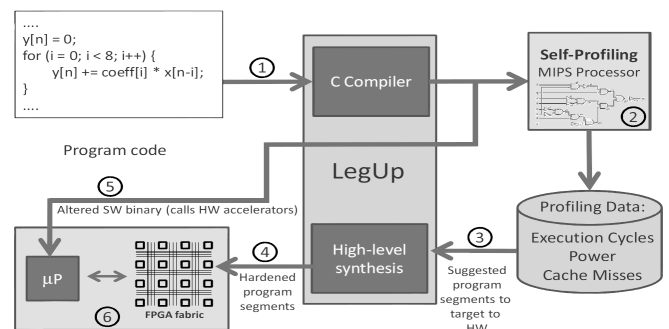 ....
y[n] = 0;
for (i = 0; i < 8; i++) {
y[n] += coeff[i] * x[n-i];
}
....
Program code
1
C Compiler
LegUp
Self-Profiling
MIPS Processor
2
Profiling Data:
Execution Cycles
Power
Cache Misses
3
Suggested
program
segments to
target to
HW
High-level
synthesis
4
Hardened
program
segments
5
Altered SW binary (calls HW accelerators)
μP
FPGA fabric
6